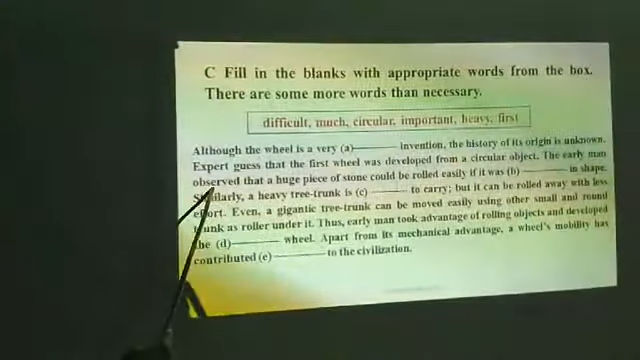 C Fill in the blanks with appropriate words from the box.
There are some more words than necessary.
difficult, much, circular, important, heavy, first
Although the wheel is a very (a)________ invention, the history of its origin is unknown.
Expert guess that the first wheel was developed from a circular object. The early man
observed that a huge piece of stone could be rolled easily if it was (b) ________ in shape.
Similarly, a heavy tree-trunk is (c) ________ to carry; but it can be rolled away with less
effort. Even, a gigantic tree-trunk can be moved easily using other small and round
trunk as roller under it. Thus, early man took advantage of rolling objects and developed
the (d)________ wheel. Apart from its mechanical advantage, a wheel's mobility has
contributed (e) ________ to the civilization.